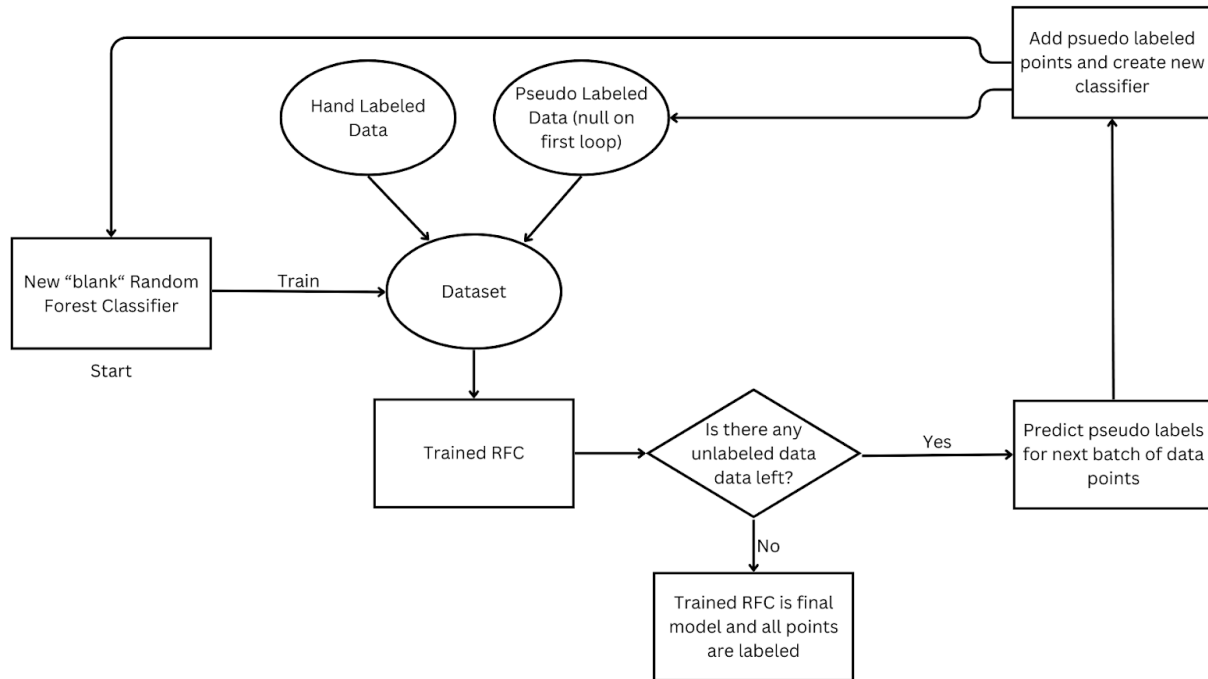 Add psuedo labeled
points and create new
classifier
Hand Labeled
Data
Pseudo Labeled
Data (null on
first loop)
New “blank“ Random
Forest Classifier
Train
Dataset
Start
Trained RFC
Is there any
unlabeled data
data left?
Yes
Predict pseudo labels
for next batch of data
points
No
Trained RFC is final
model and all points
are labeled